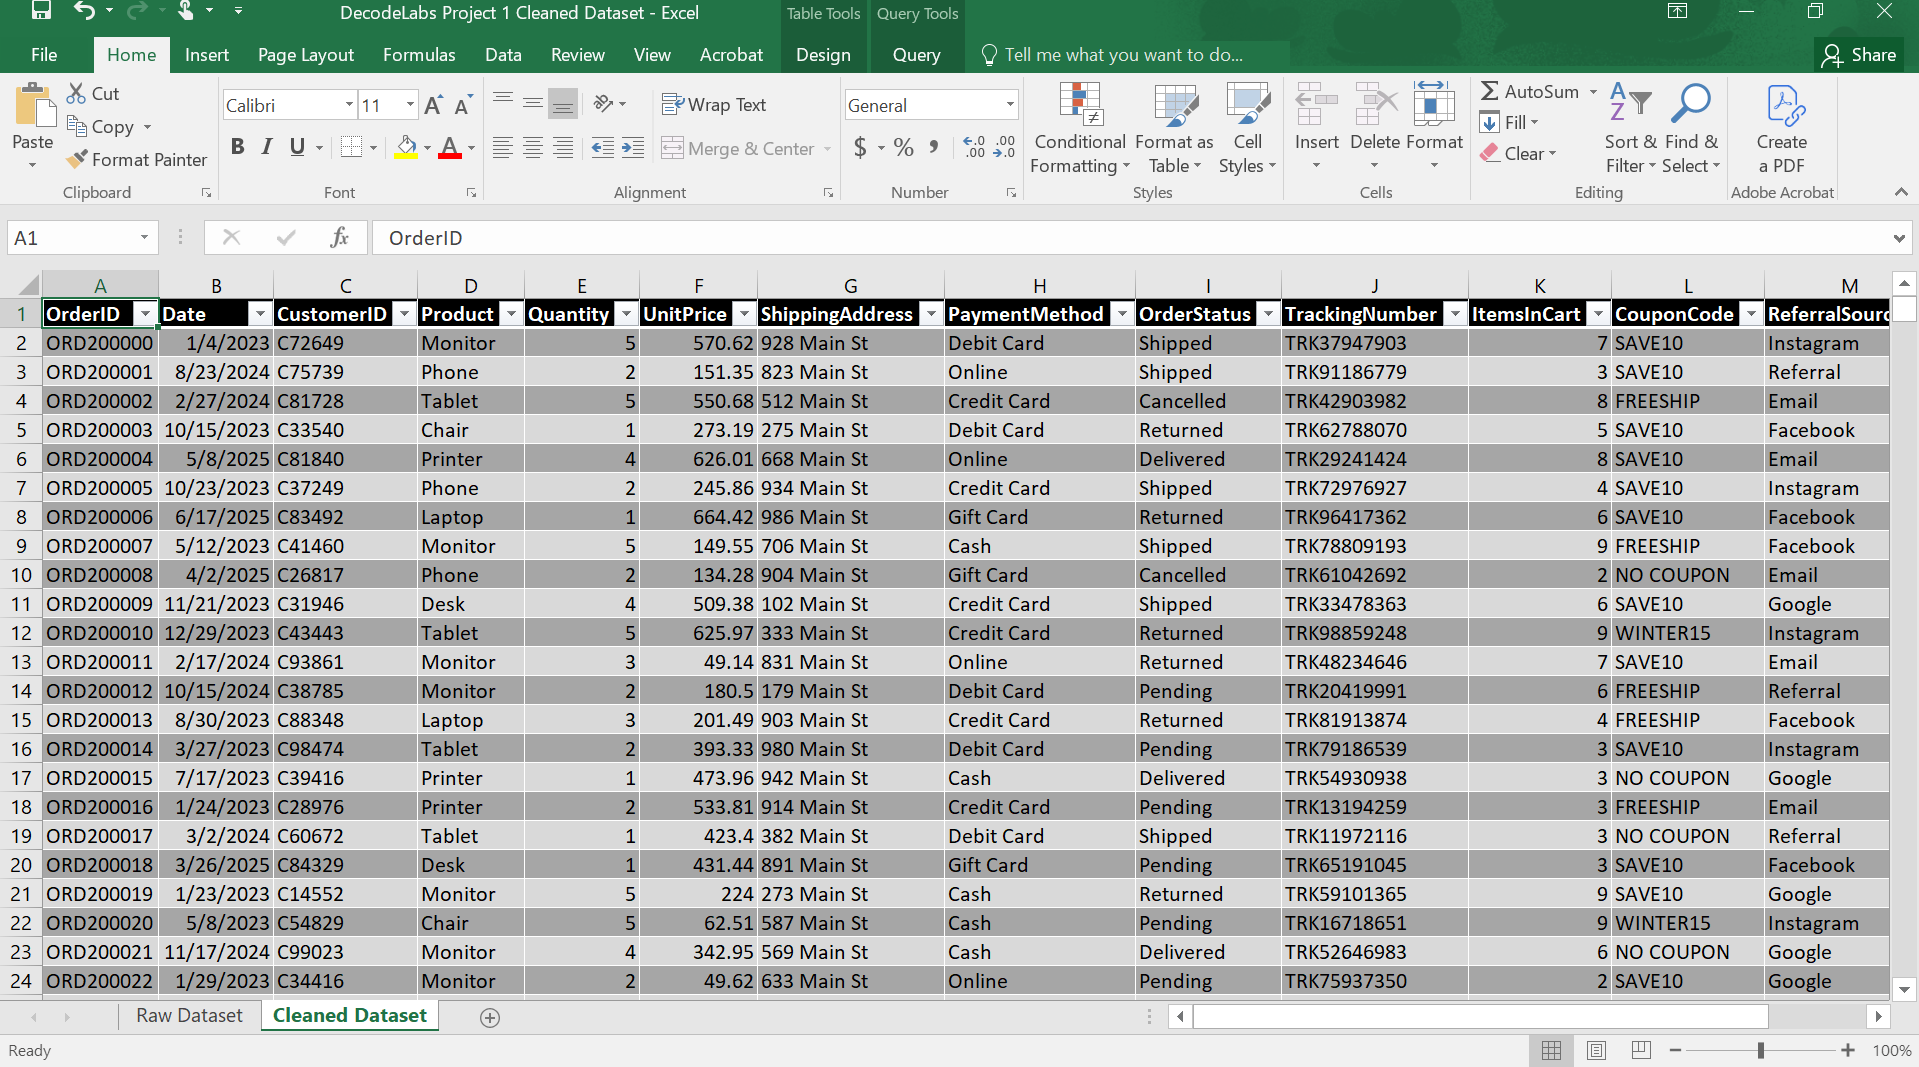 DecodeLabs Project 1 Cleaned Dataset - Excel
Table Tools Query Tools
File Home Insert Page Layout Formulas Data Review View Acrobat Design Query Tell me what you want to do... Share
Paste
Cut
Copy
Format Painter
Clipboard
Calibri 11
B I U
Font
Wrap Text
Merge & Center
Alignment
General
$ % ,
Number
Conditional Formatting
Format as Table
Cell Styles
Styles
Insert Delete Format
Cells
AutoSum
Fill
Clear
Sort & Filter
Find & Select
Editing
Create a PDF
Adobe Acrobat
A1 fx OrderID
A B C D E F G H I J K L M
1 OrderID Date CustomerID Product Quantity UnitPrice ShippingAddress PaymentMethod OrderStatus TrackingNumber ItemsInCart CouponCode ReferralSourc
2 ORD200000 1/4/2023 C72649 Monitor 5 570.62 928 Main St Debit Card Shipped TRK37947903 7 SAVE10 Instagram
3 ORD200001 8/23/2024 C75739 Phone 2 151.35 823 Main St Online Shipped TRK91186779 3 SAVE10 Referral
4 ORD200002 2/27/2024 C81728 Tablet 5 550.68 512 Main St Credit Card Cancelled TRK42903982 8 FREESHIP Email
5 ORD200003 10/15/2023 C33540 Chair 1 273.19 275 Main St Debit Card Returned TRK62788070 5 SAVE10 Facebook
6 ORD200004 5/8/2025 C81840 Printer 4 626.01 668 Main St Online Delivered TRK29241424 8 SAVE10 Email
7 ORD200005 10/23/2023 C37249 Phone 2 245.86 934 Main St Credit Card Shipped TRK72976927 4 SAVE10 Instagram
8 ORD200006 6/17/2025 C83492 Laptop 1 664.42 986 Main St Gift Card Returned TRK96417362 6 SAVE10 Facebook
9 ORD200007 5/12/2023 C41460 Monitor 5 149.55 706 Main St Cash Shipped TRK78809193 9 FREESHIP Facebook
10 ORD200008 4/2/2025 C26817 Phone 2 134.28 904 Main St Gift Card Cancelled TRK61042692 2 NO COUPON Email
11 ORD200009 11/21/2023 C31946 Desk 4 509.38 102 Main St Credit Card Shipped TRK33478363 6 SAVE10 Google
12 ORD200010 12/29/2023 C43443 Tablet 5 625.97 333 Main St Credit Card Returned TRK98859248 9 WINTER15 Instagram
13 ORD200011 2/17/2024 C93861 Monitor 3 49.14 831 Main St Online Returned TRK48234646 7 SAVE10 Email
14 ORD200012 10/15/2024 C38785 Monitor 2 180.5 179 Main St Debit Card Pending TRK20419991 6 FREESHIP Referral
15 ORD200013 8/30/2023 C88348 Laptop 3 201.49 903 Main St Credit Card Returned TRK81913874 4 FREESHIP Facebook
16 ORD200014 3/27/2023 C98474 Tablet 2 393.33 980 Main St Debit Card Pending TRK79186539 3 SAVE10 Instagram
17 ORD200015 7/17/2023 C39416 Printer 1 473.96 942 Main St Cash Delivered TRK54930938 3 NO COUPON Google
18 ORD200016 1/24/2023 C28976 Printer 2 533.81 914 Main St Credit Card Pending TRK13194259 3 FREESHIP Email
19 ORD200017 3/2/2024 C60672 Tablet 1 423.4 382 Main St Debit Card Shipped TRK11972116 3 NO COUPON Referral
20 ORD200018 3/26/2025 C84329 Desk 1 431.44 891 Main St Gift Card Pending TRK65191045 3 SAVE10 Facebook
21 ORD200019 1/23/2023 C14552 Monitor 5 224 273 Main St Cash Returned TRK59101365 9 SAVE10 Google
22 ORD200020 5/8/2023 C54829 Chair 5 62.51 587 Main St Cash Pending TRK16718651 9 WINTER15 Instagram
23 ORD200021 11/17/2024 C99023 Monitor 4 342.95 569 Main St Cash Delivered TRK52646983 6 NO COUPON Google
24 ORD200022 1/29/2023 C34416 Monitor 2 49.62 633 Main St Online Pending TRK75937350 2 SAVE10 Google
Raw Dataset Cleaned Dataset
Ready 100%